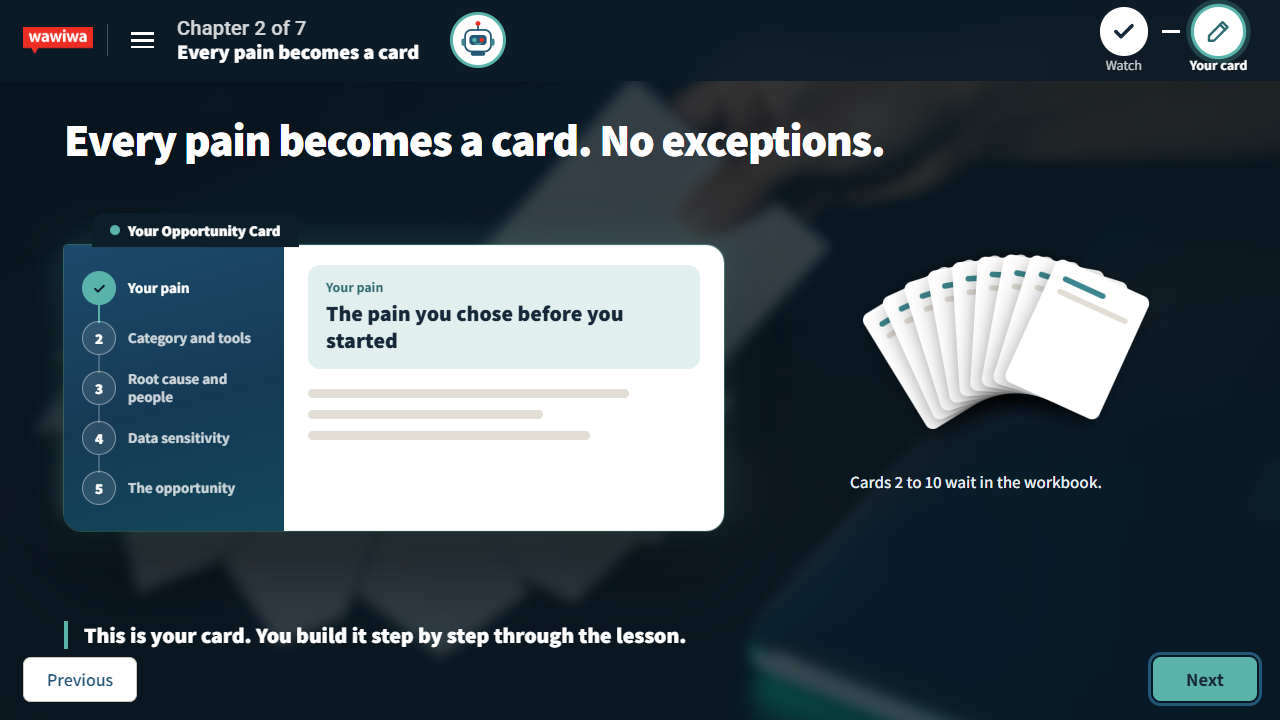 wawiwa
Chapter 2 of 7
Every pain becomes a card
Watch
Your card
Every pain becomes a card. No exceptions.
Your Opportunity Card
Your pain
2
Category and tools
3
Root cause and
people
4
Data sensitivity
5
The opportunity
Your pain
The pain you chose before you
started
Cards 2 to 10 wait in the workbook.
This is your card. You build it step by step through the lesson.
Previous
Next